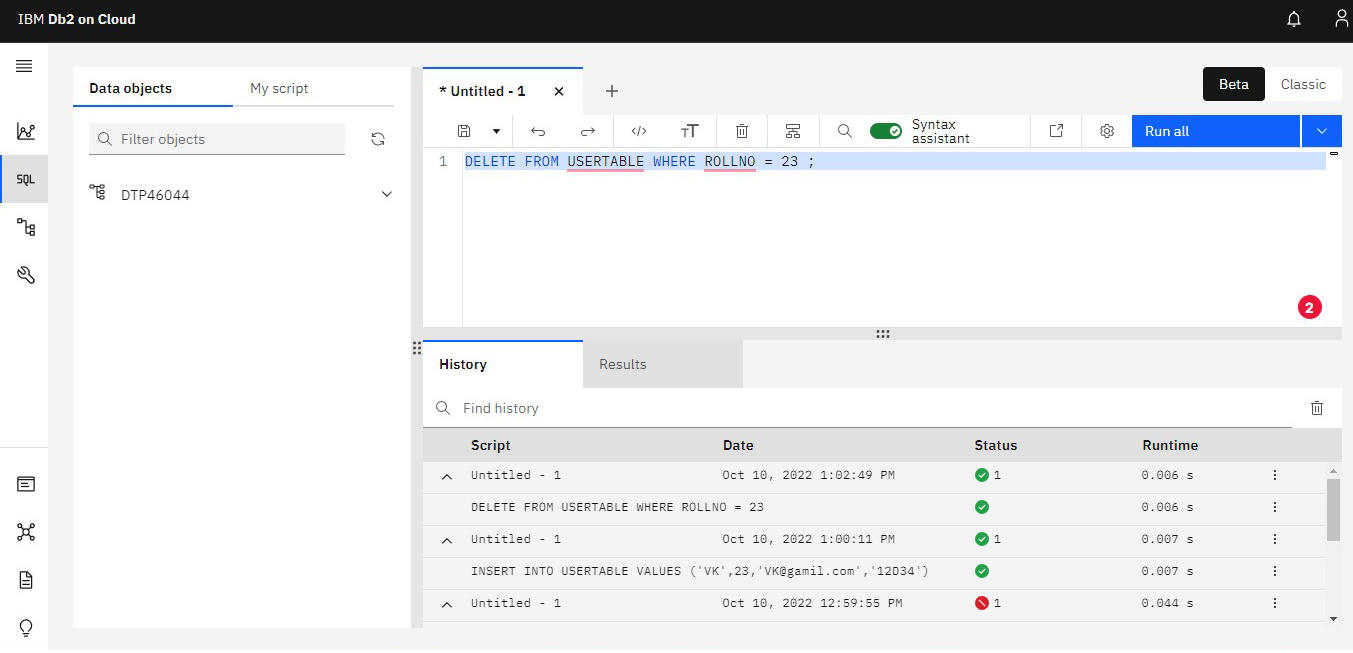 IBM Db2 on Cloud
Data objects
My script
* Untitled - 1
Beta
Classic
Filter objects
Syntax
assistant
Run all
SQL
1 DELETE FROM USERTABLE WHERE ROLLNO = 23 ;
DTP46044
2
History
Results
Find history
Script Date Status Runtime
Untitled - 1 Oct 10, 2022 1:02:49 PM 1 0.006 s
DELETE FROM USERTABLE WHERE ROLLNO = 23 0.006 s
Untitled - 1 Oct 10, 2022 1:00:11 PM 1 0.007 s
INSERT INTO USERTABLE VALUES ('VK',23,'VK@gamil.com','12D34') 0.007 s
Untitled - 1 Oct 10, 2022 12:59:55 PM 1 0.044 s